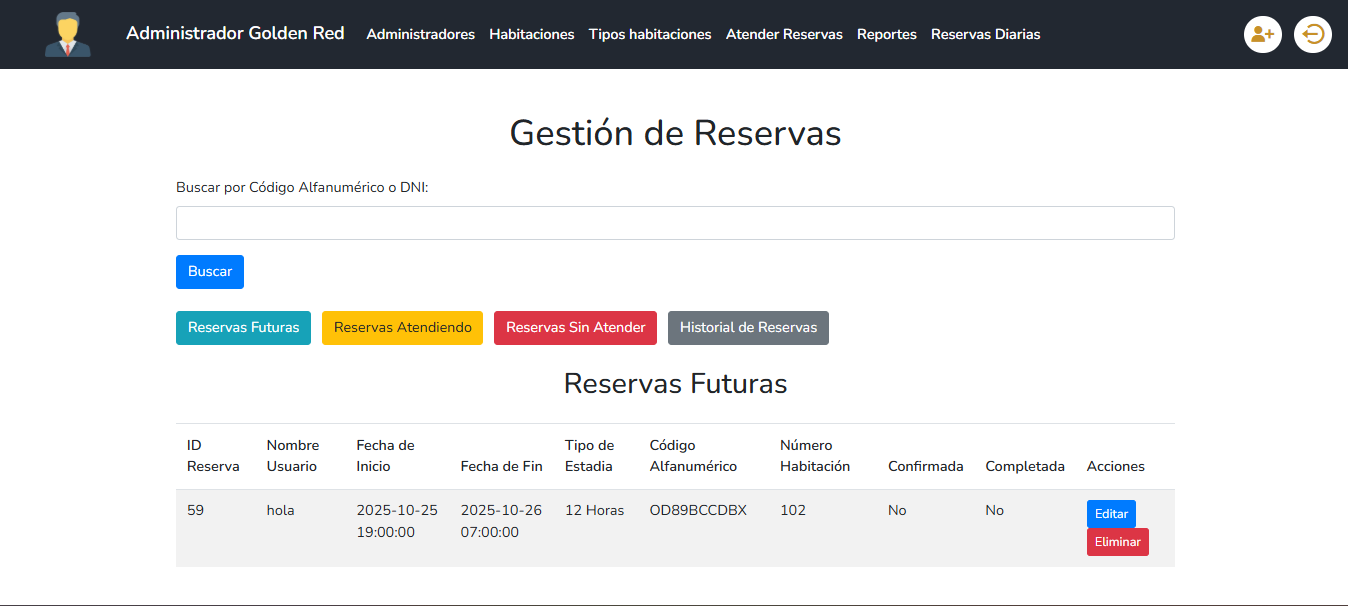 Administrador Golden Red Administradores Habitaciones Tipos habitaciones Atender Reservas Reportes Reservas Diarias
Gestión de Reservas
Buscar por Código Alfanumérico o DNI:
Buscar
Reservas Futuras Reservas Atendiendo Reservas Sin Atender Historial de Reservas
Reservas Futuras
ID Nombre Fecha de Tipo de Código Número
Reserva Usuario Inicio Fecha de Fin Estadia Alfanumérico Habitación Confirmada Completada Acciones
59 hola 2025-10-25 2025-10-26 12 Horas OD89BCCDBX 102 No No Editar
19:00:00 07:00:00
Eliminar